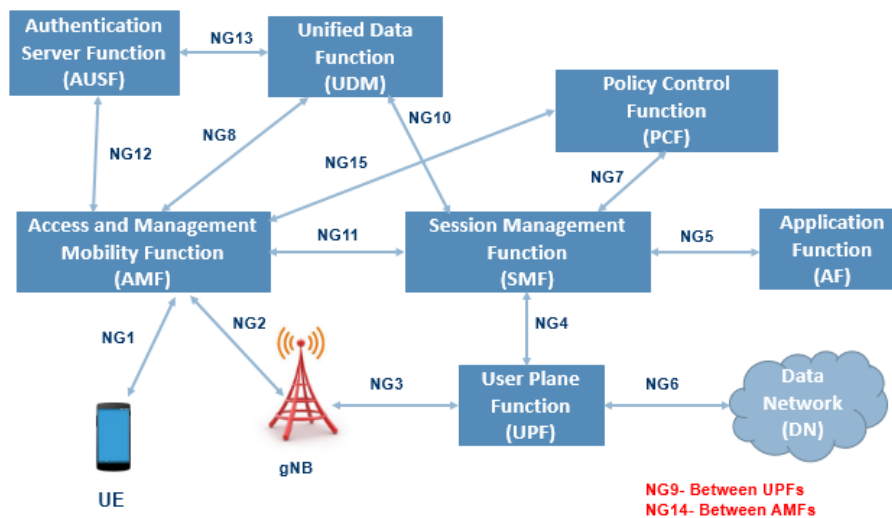 Authentication
Server Function
(AUSF)
NG13
Unified Data
Function
(UDM)
Policy Control
Function
(PCF)
NG12
NG8
NG10
NG15
NG7
Access and Management
Mobility Function
(AMF)
NG11
Session Management
Function
(SMF)
NG5
Application
Function
(AF)
NG1
NG2
NG4
NG3
User Plane
Function
(UPF)
NG6
Data
Network
(DN)
gNB
UE
NG9- Between UPFs
NG14- Between AMFs